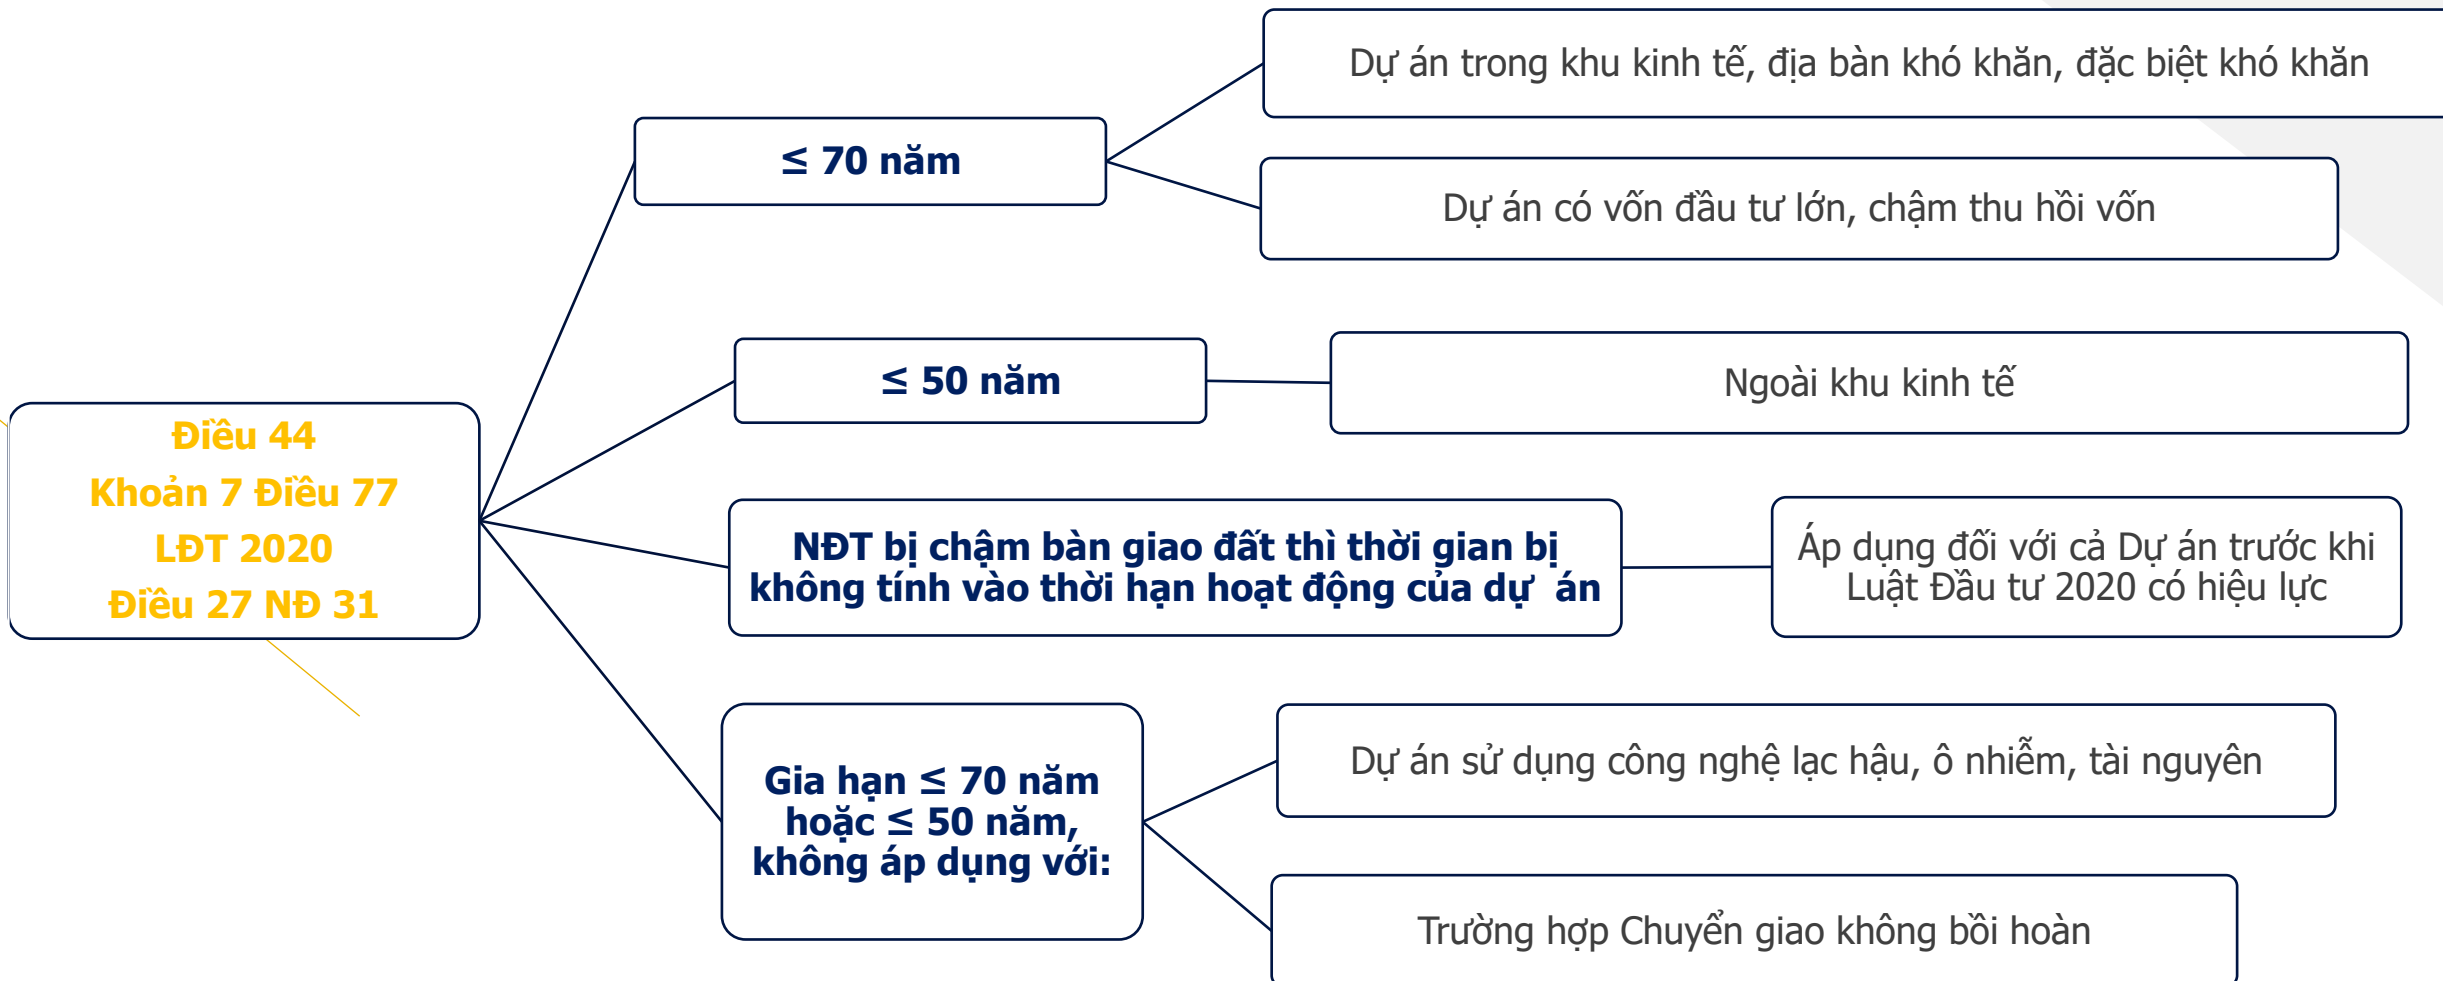 Điều 44
Khoản 7 Điều 77
LĐT 2020
Điều 27 NĐ 31
≤ 70 năm
Dự án trong khu kinh tế, địa bàn khó khăn, đặc biệt khó khăn
Dự án có vốn đầu tư lớn, chậm thu hồi vốn
≤ 50 năm
Ngoài khu kinh tế
NĐT bị chậm bàn giao đất thì thời gian bị
không tính vào thời hạn hoạt động của dự  án
Áp dụng đối với cả Dự án trước khi
Luật Đầu tư 2020 có hiệu lực
Gia hạn ≤ 70 năm
hoặc ≤ 50 năm,
không áp dụng với:
Dự án sử dụng công nghệ lạc hậu, ô nhiễm, tài nguyên
Trường hợp Chuyển giao không bồi hoàn